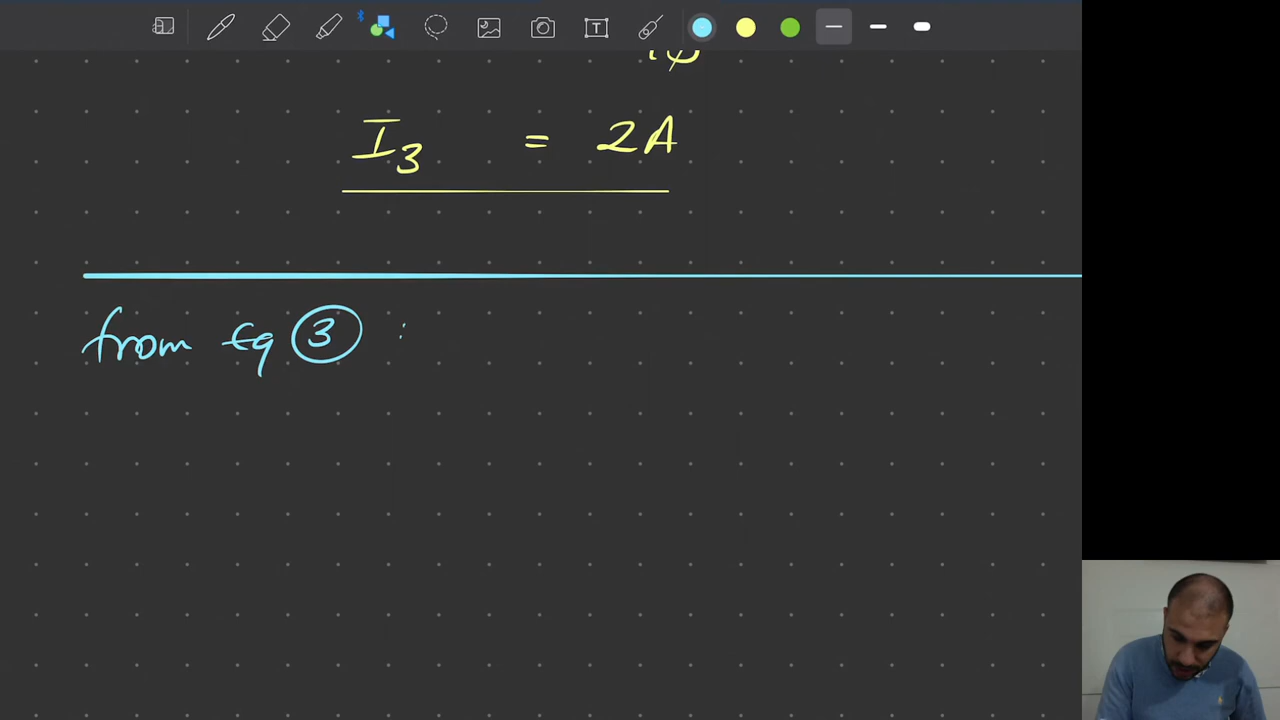 I3 = 2A
from Eq 3 :